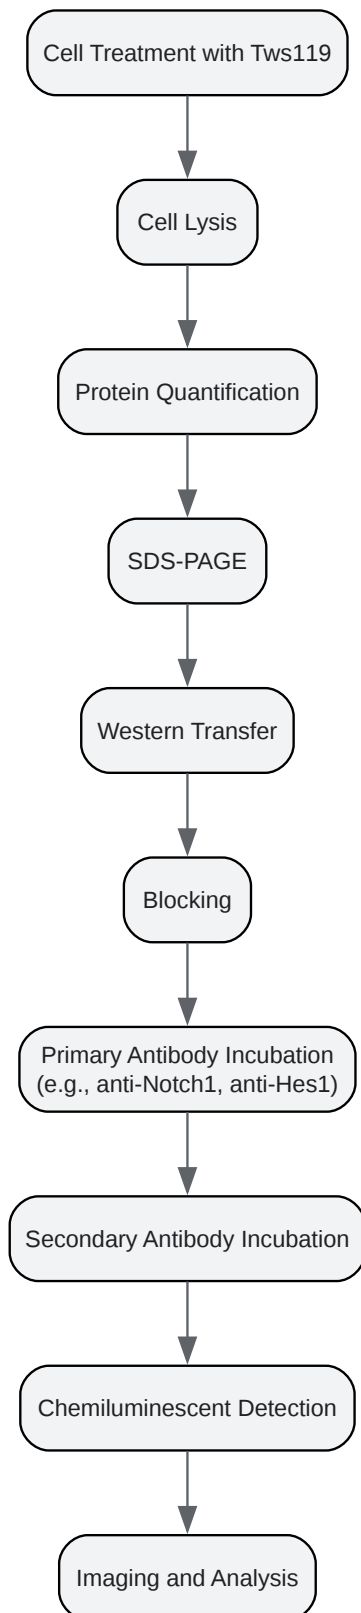 Cell Treatment with Tws119
Cell Lysis
Protein Quantification
SDS-PAGE
Western Transfer
Blocking
Primary Antibody Incubation
(e.g., anti-Notch1, anti-Hes1)
Secondary Antibody Incubation
Chemiluminescent Detection
Imaging and Analysis